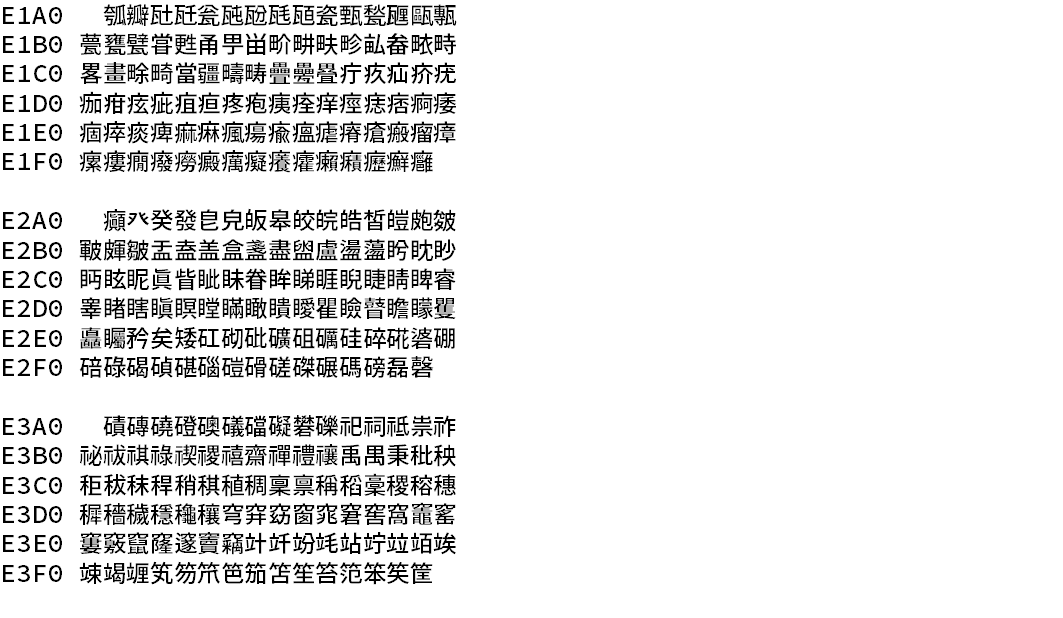 E1A0 瓠瓣瓧瓩瓮瓲瓰瓱瓸瓷甄甃甅甌甎
E1B0 甍甕甓甞甦甬甼畄畍畊畉畛畆畚畩畤
E1C0 畧畫畭畸當疆疇畴疊疉疂疔疚疝疥疣
E1D0 痂疳痃疵疽疸疼疱痍痊痒痙痣痞痾痿
E1E0 痼瘁痰痺痲痳瘋瘍瘉瘟瘧瘠瘡瘢瘤瘴
E1F0 瘰瘻癇癈癆癜癘癡癢癨癩癪癧癬癰
E2A0 癲癶癸發皀皃皈皋皎皖皓皙皚皰皴
E2B0 皸皹皺盂盍盖盒盞盡盥盧盪蘯盻眈眇
E2C0 眄眩眤眞眥眦眛眷眸睇睚睨睫睛睥睿
E2D0 睾睹瞎瞋瞑瞠瞞瞰瞶瞹瞿瞼瞽瞻矇矍
E2E0 矗矚矜矣矮矼砌砒礦砠礪硅碎硴碆硼
E2F0 碚碌碣碵碪碯磑磆磋磔碾碼磅磊磬
E3A0 磧磚磽磴礇礒礑礙礬礫祀祠祗祟祚
E3B0 祕祓祺祿禊禝禧齋禪禮禳禹禺秉秕秧
E3C0 秬秡秣稈稍稘稙稠稟禀稱稻稾稷穃穗
E3D0 穉穡穢穩龝穰穹穽窈窗窕窘窖窩竈窰
E3E0 窶竅竄窿邃竇竊竍竏竕竓站竚竝竡竢
E3F0 竦竭竰笂笏笊笆笳笘笙笞笵笨笶筐